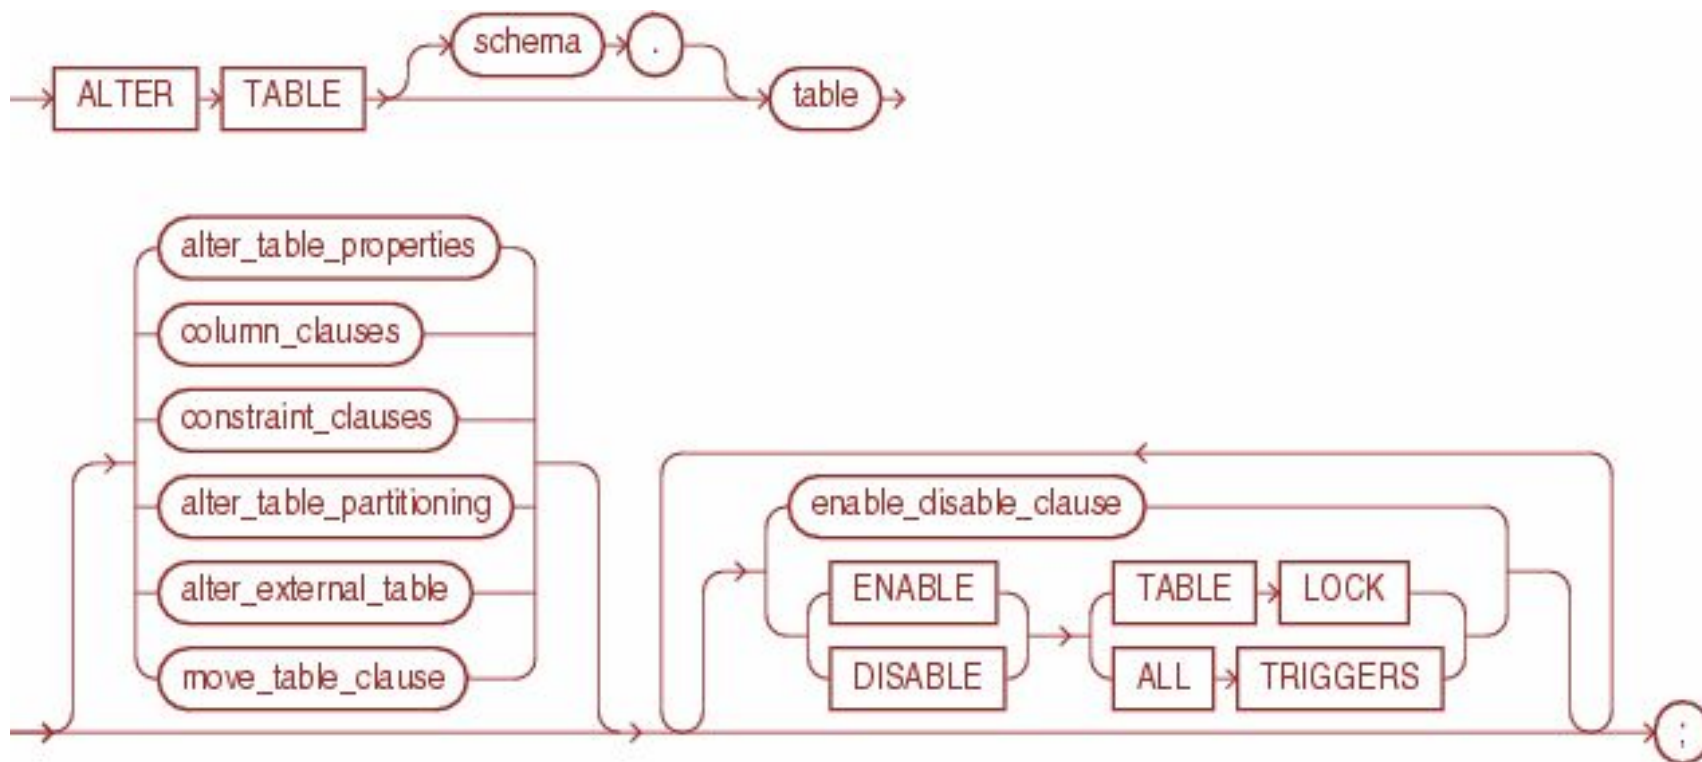 schema .
ALTER TABLE table
alter_table_properties
column_clauses
constraint_clauses
alter_table_partitioning
enable_disable_clause
alter_external_table
ENABLE TABLE LOCK
move_table_clause
DISABLE ALL TRIGGERS
;